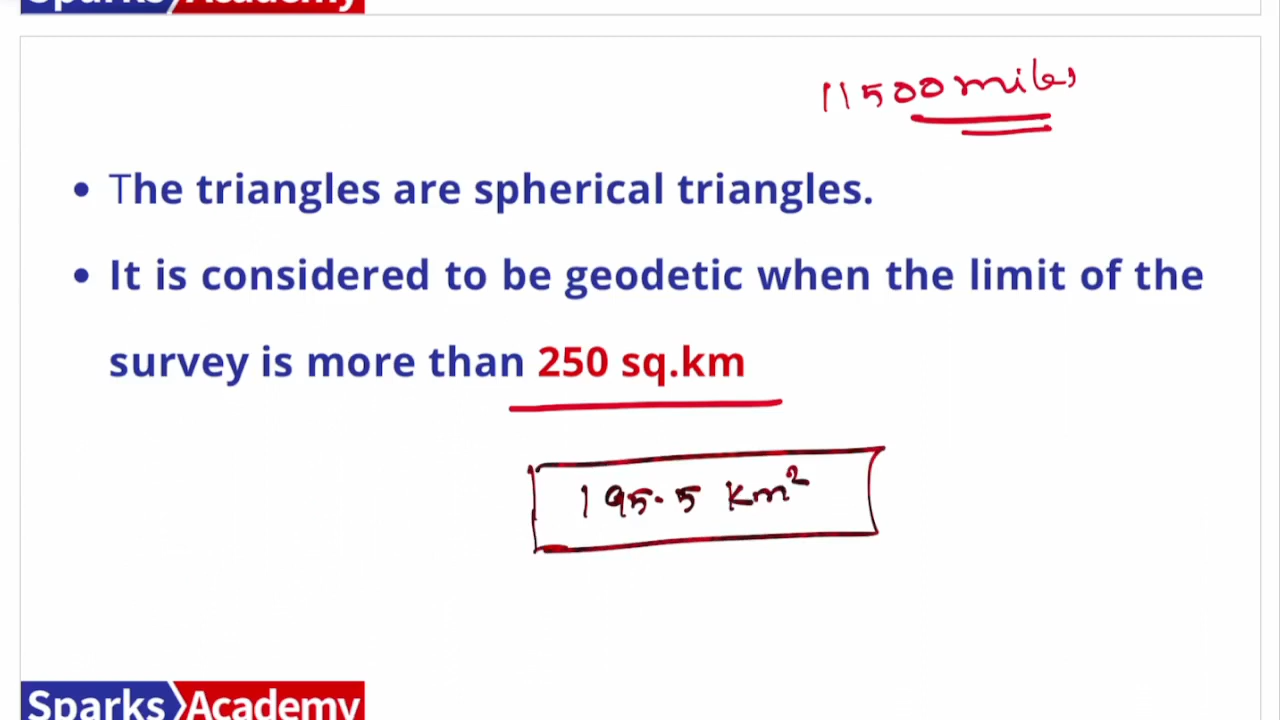 Sparks Academy
11500 miles
• The triangles are spherical triangles.
• It is considered to be geodetic when the limit of the
survey is more than 250 sq.km
195.5 km²
Sparks Academy